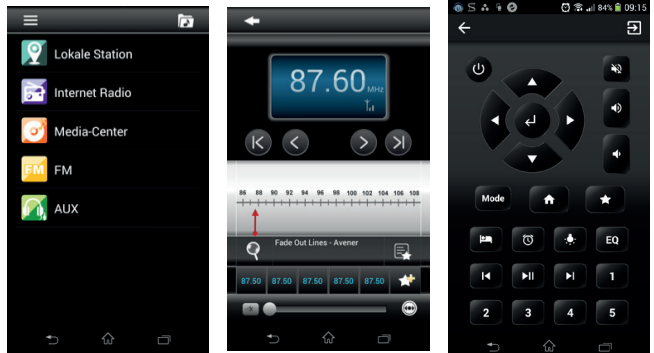 Lokale Station
Internet Radio
Media-Center
FM
FM
AUX
87.60 MHz
86 88 90 92 94 96 98 100 102 104 106 108
Fade Out Lines - Avener
87.50 87.50 87.50 87.50 87.50
84% 09:15
Mode
EQ
1
2 3 4 5